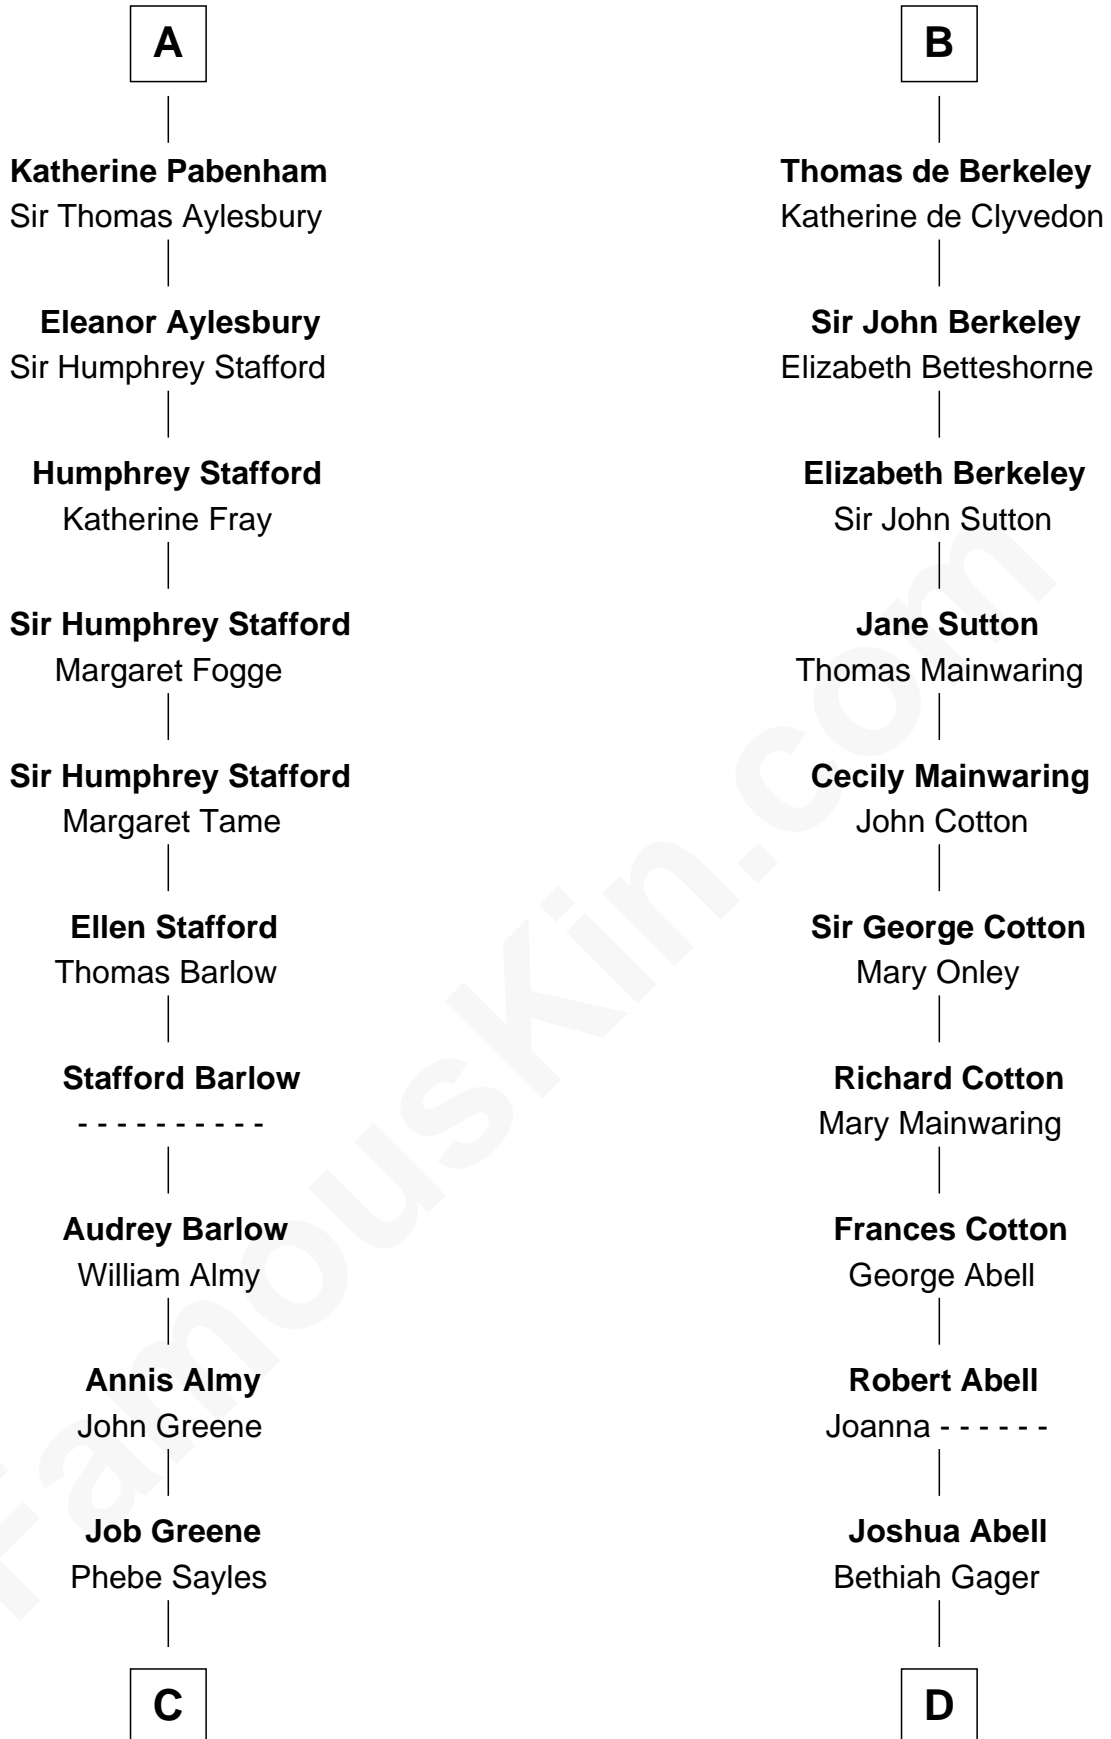 A
Katherine Pabenham
Sir Thomas Aylesbury
Eleanor Aylesbury
Sir Humphrey Stafford
Humphrey Stafford
Katherine Fray
Sir Humphrey Stafford
Margaret Fogge
Sir Humphrey Stafford
Margaret Tame
Ellen Stafford
Thomas Barlow
Stafford Barlow
- - - - - - - - - -
Audrey Barlow
William Almy
Annis Almy
John Greene
Job Greene
Phebe Sayles
C
B
Thomas de Berkeley
Katherine de Clyvedon
Sir John Berkeley
Elizabeth Betteshorne
Elizabeth Berkeley
Sir John Sutton
Jane Sutton
Thomas Mainwaring
Cecily Mainwaring
John Cotton
Sir George Cotton
Mary Onley
Richard Cotton
Mary Mainwaring
Frances Cotton
George Abell
Robert Abell
Joanna - - - - - -
Joshua Abell
Bethiah Gager
D
FamousKin.com